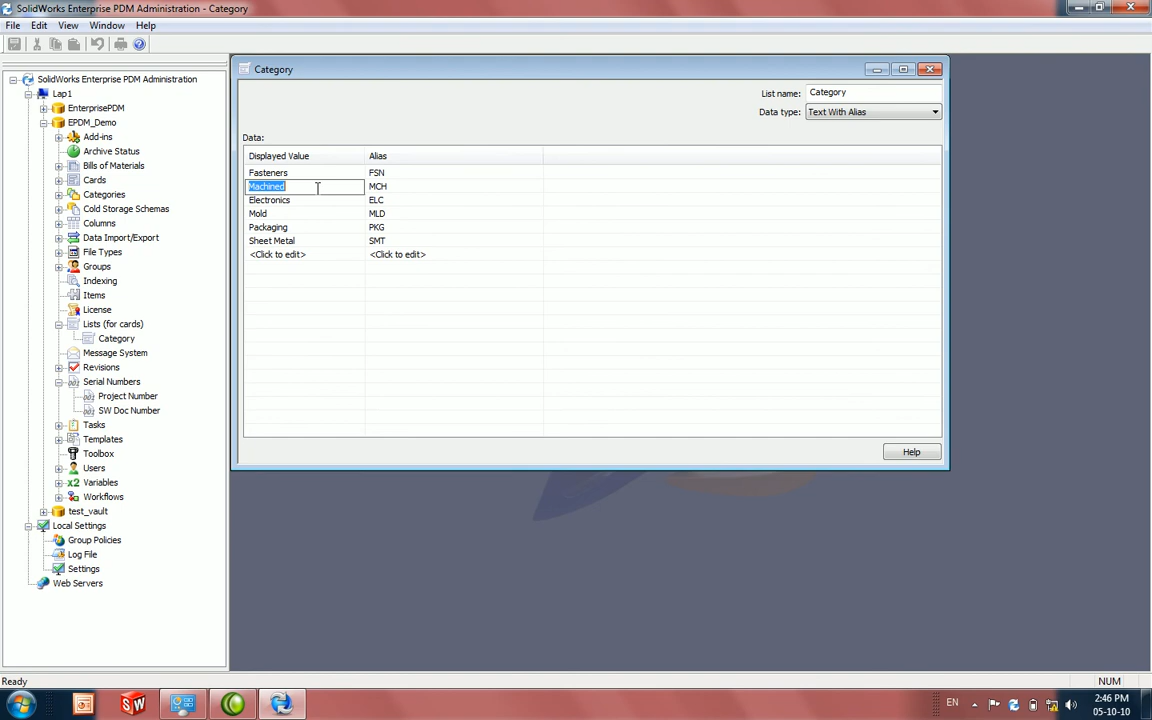 SolidWorks Enterprise PDM Administration - Category
File Edit View Window Help
SolidWorks Enterprise PDM Administration
Lap1
EnterprisePDM
EPDM_Demo
Add-ins
Archive Status
Bills of Materials
Cards
Categories
Cold Storage Schemas
Columns
Data Import/Export
File Types
Groups
Indexing
Items
License
Lists (for cards)
Category
Message System
Revisions
Serial Numbers
Project Number
SW Doc Number
Tasks
Templates
Toolbox
Users
Variables
Workflows
test_vault
Local Settings
Group Policies
Log File
Settings
Web Servers
Category
List name: Category
Data type: Text With Alias
Data:
Displayed Value Alias
Fasteners FSN
Machined MCH
Electronics ELC
Mold MLD
Packaging PKG
Sheet Metal SMT
<Click to edit> <Click to edit>
Help
Ready NUM
SW EN 2:46 PM
05-10-10